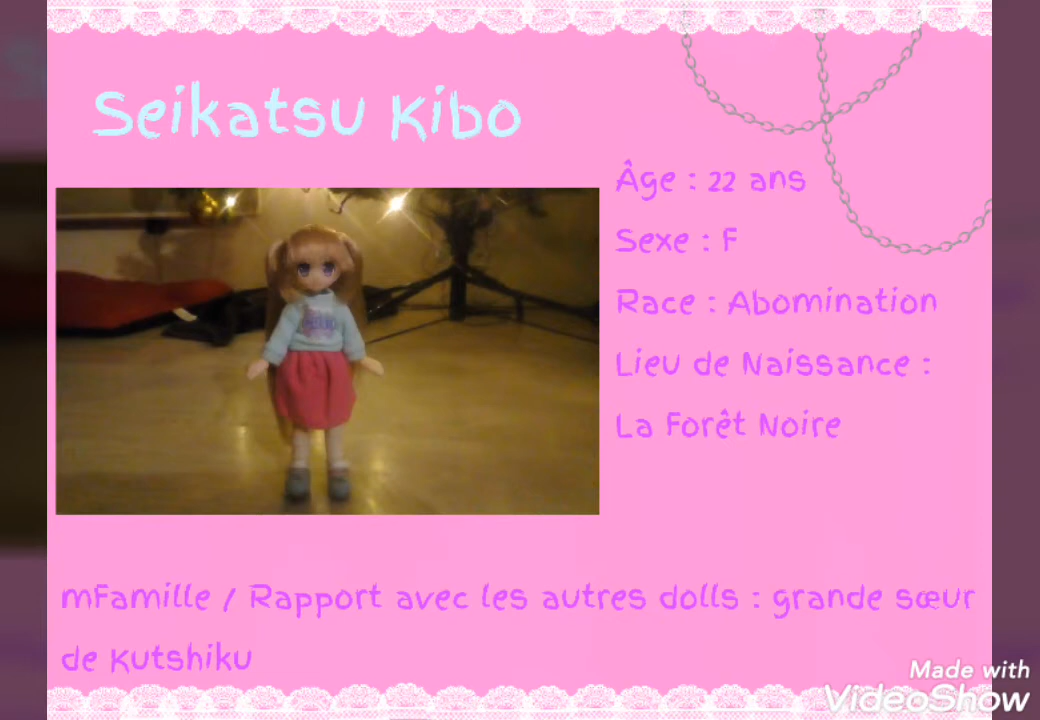 Seikatsu Kibo
Âge : 22 ans
Sexe : F
Race : Abomination
Lieu de Naissance :
La Forêt Noire
mFamille / Rapport avec les autres dolls : grande sœur
de Kutshiku
Made with
VideoShow